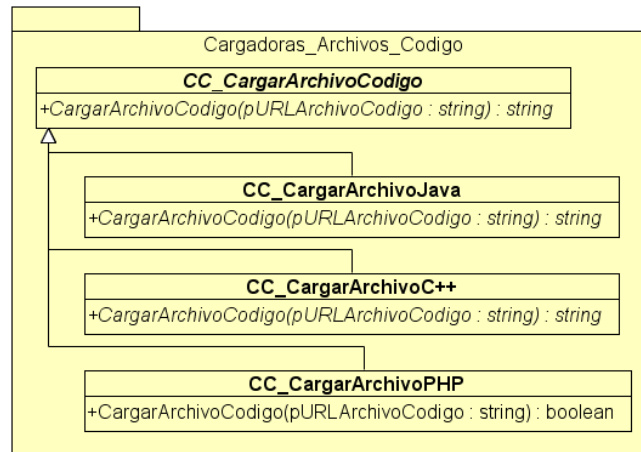 Cargadoras_Archivos_Codigo
CC_CargarArchivoCodigo
+CargarArchivoCodigo(pURLArchivoCodigo : string) : string
CC_CargarArchivoJava
+CargarArchivoCodigo(pURLArchivoCodigo : string) : string
CC_CargarArchivoC++
+CargarArchivoCodigo(pURLArchivoCodigo : string) : string
CC_CargarArchivoPHP
+CargarArchivoCodigo(pURLArchivoCodigo : string) : boolean